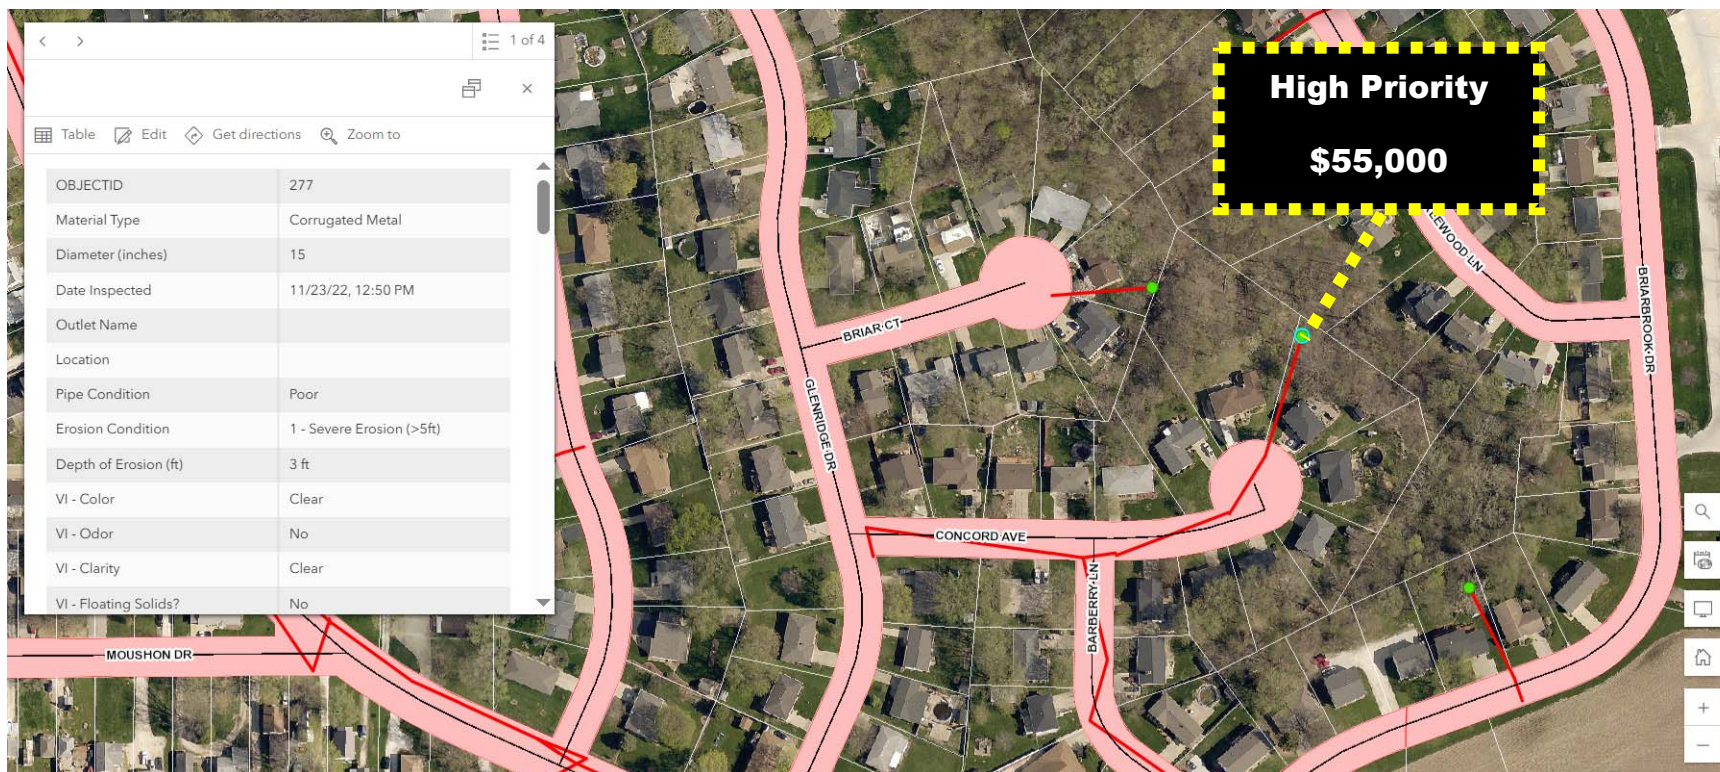 1 of 4
Table Edit Get directions Zoom to
OBJECTID 277
Material Type Corrugated Metal
Diameter (inches) 15
Date Inspected 11/23/22, 12:50 PM
Outlet Name
Location
Pipe Condition Poor
Erosion Condition 1 - Severe Erosion (>5ft)
Depth of Erosion (ft) 3 ft
VI - Color Clear
VI - Odor No
VI - Clarity Clear
VI - Floating Solids? No
High Priority
$55,000
LEWOOD LN
BRIARBROOK DR
BRIAR CT
GLENRIDGE DR
CONCORD AVE
BARBERRY LN
MOUSHON DR